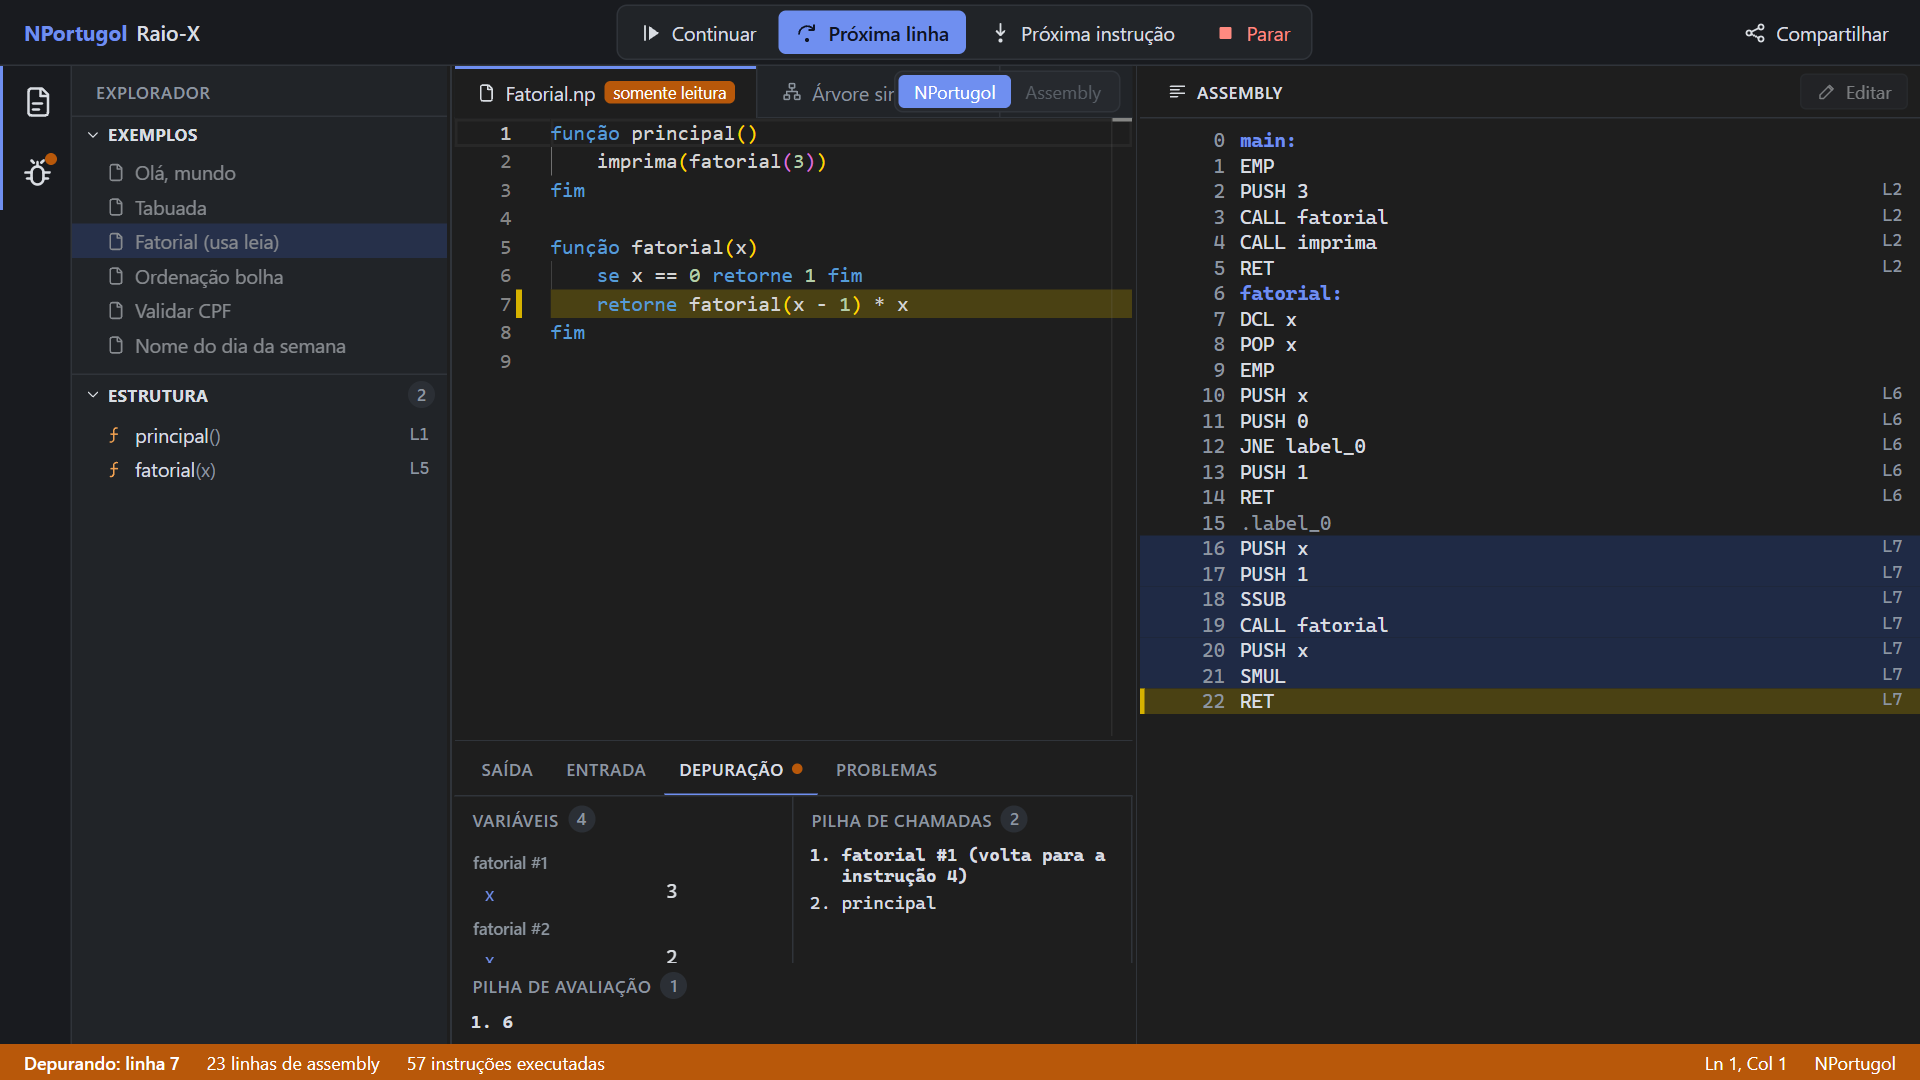 NPortugol Raio-X
Continuar
Próxima linha
Próxima instrução
Parar
Compartilhar
EXPLORADOR
EXEMPLOS
Olá, mundo
Tabuada
Fatorial (usa leia)
Ordenação bolha
Validar CPF
Nome do dia da semana
ESTRUTURA 2
principal() L1
fatorial(x) L5
Fatorial.np somente leitura
Árvore sin
NPortugol
Assembly
1 função principal()
2 imprima(fatorial(3))
3 fim
4
5 função fatorial(x)
6 se x == 0 retorne 1 fim
7 retorne fatorial(x - 1) * x
8 fim
9
SAÍDA
ENTRADA
DEPURAÇÃO
PROBLEMAS
VARIÁVEIS 4
fatorial #1
x 3
fatorial #2
x 2
PILHA DE CHAMADAS 2
1. fatorial #1 (volta para a
instrução 4)
2. principal
PILHA DE AVALIAÇÃO 1
1. 6
ASSEMBLY
Editar
0 main:
1 EMP
2 PUSH 3 L2
3 CALL fatorial L2
4 CALL imprima L2
5 RET L2
6 fatorial:
7 DCL x
8 POP x
9 EMP
10 PUSH x L6
11 PUSH 0 L6
12 JNE label_0 L6
13 PUSH 1 L6
14 RET L6
15 .label_0
16 PUSH x L7
17 PUSH 1 L7
18 SSUB L7
19 CALL fatorial L7
20 PUSH x L7
21 SMUL L7
22 RET L7
Depurando: linha 7
23 linhas de assembly
57 instruções executadas
Ln 1, Col 1
NPortugol